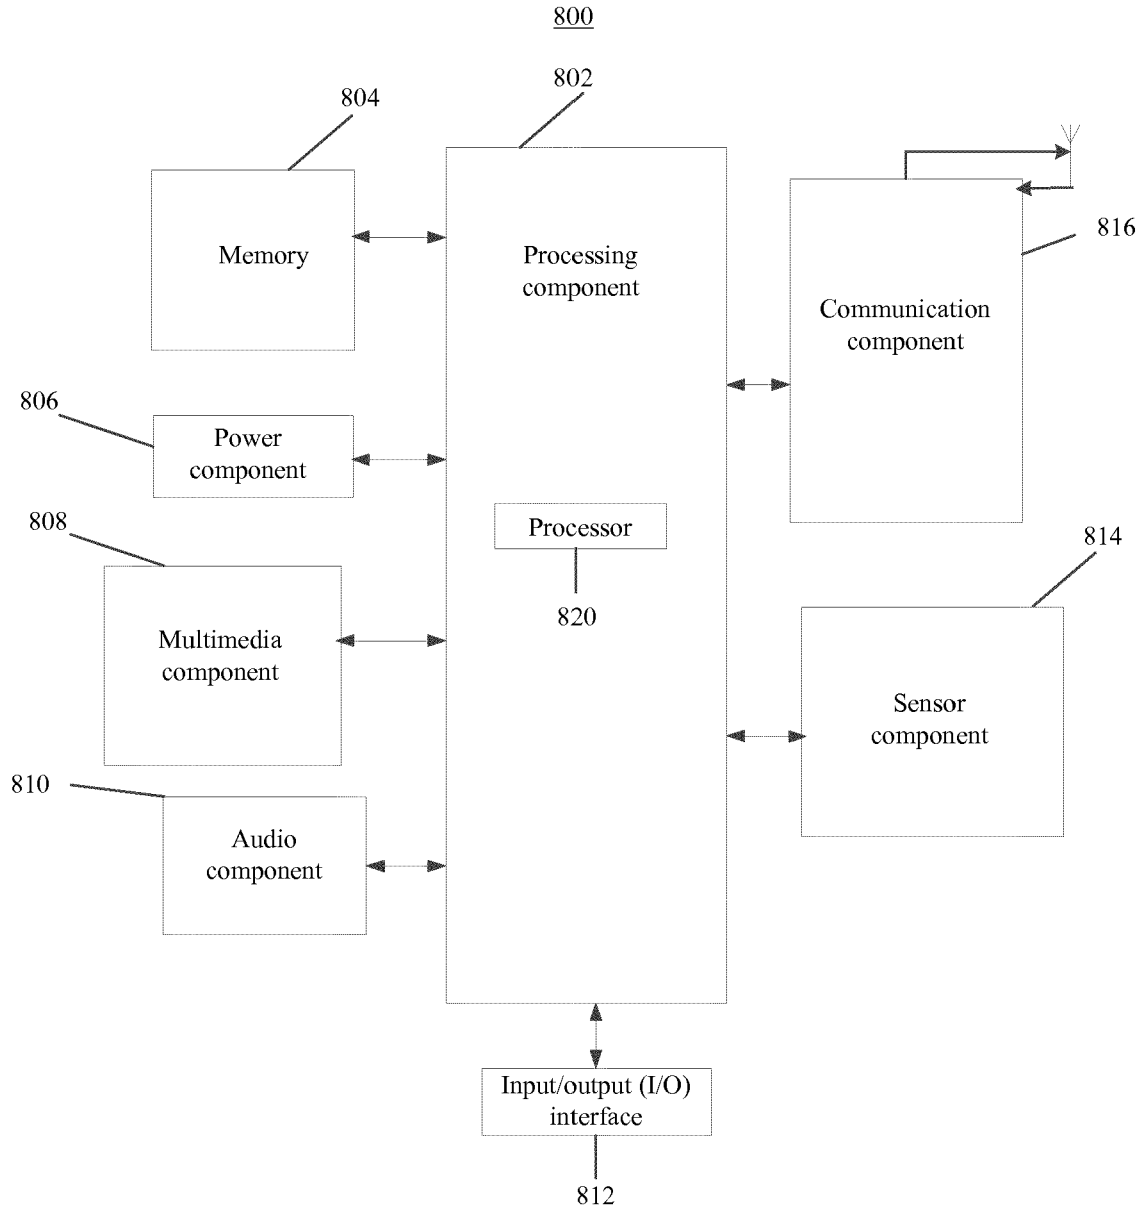 800
802
804
Memory
Processing
component
816
Communication
component
806
Power
component
808
Processor
820
814
Multimedia
component
Sensor
component
810
Audio
component
Input/output (I/O)
interface
812